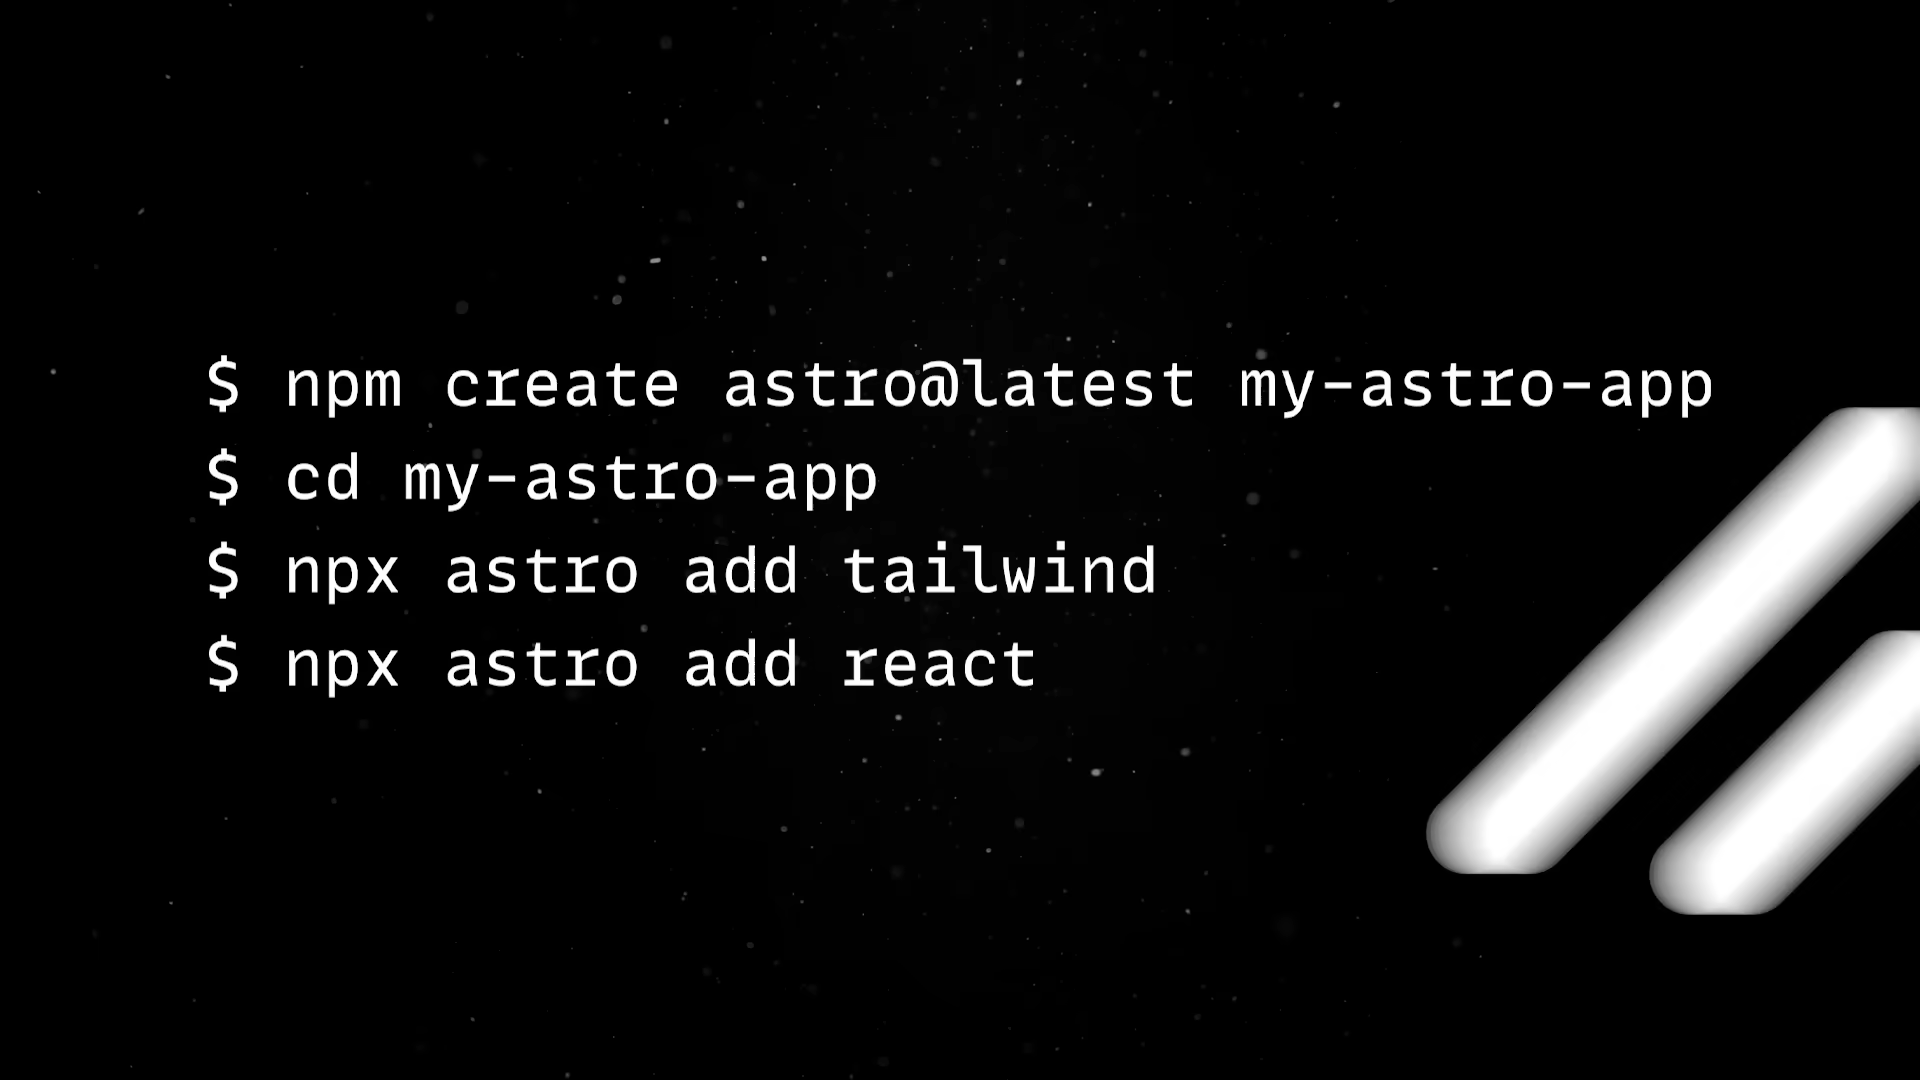 $ npm create astro@latest my-astro-app
$ cd my-astro-app
$ npx astro add tailwind
$ npx astro add react